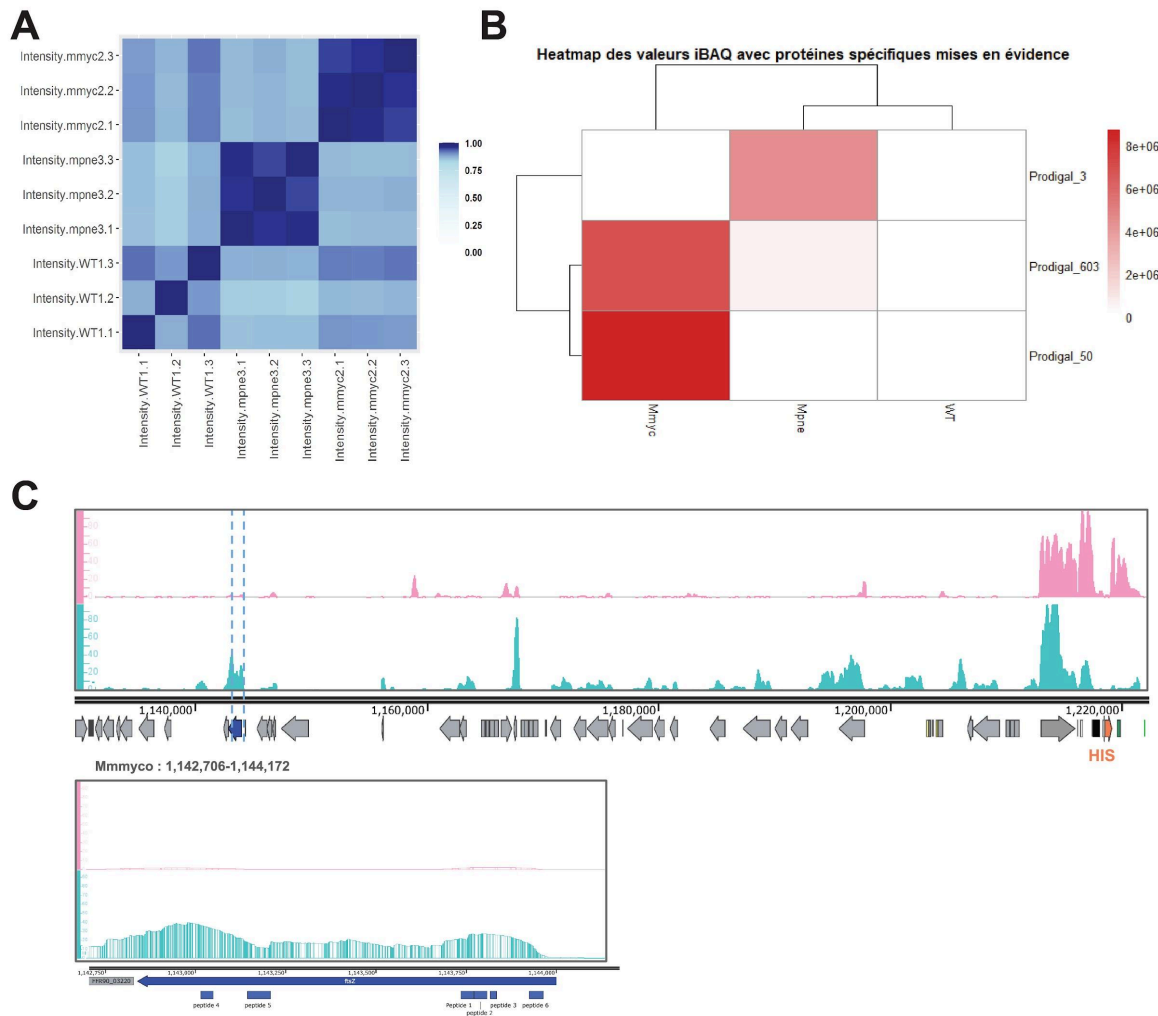 A
Intensity.mmyc2.3
Intensity.mmyc2.2
Intensity.mmyc2.1
Intensity.mpne3.3
Intensity.mpne3.2
Intensity.mpne3.1
Intensity.WT1.3
Intensity.WT1.2
Intensity.WT1.1
Intensity.WT1.1
Intensity.WT1.2
Intensity.WT1.3
Intensity.mpne3.1
Intensity.mpne3.2
Intensity.mpne3.3
Intensity.mmyc2.1
Intensity.mmyc2.2
Intensity.mmyc2.3
1.00
0.75
0.50
0.25
0.00
B
Heatmap des valeurs iBAQ avec protéines spécifiques mises en évidence
Prodigal_3
Prodigal_603
Prodigal_50
Mmyc
Mpne
WT
8e+06
6e+06
4e+06
2e+06
0
C
80
60
40
20
1,140,000
1,160,000
1,180,000
1,200,000
1,220,000
HIS
Mmmyco : 1,142,706-1,144,172
1,142,750
1,143,000
1,143,250
1,143,500
1,143,750
1,144,000
FFR90_03220
ftsZ
peptide 4
peptide 5
Peptide 1
peptide 2
peptide 3
peptide 6